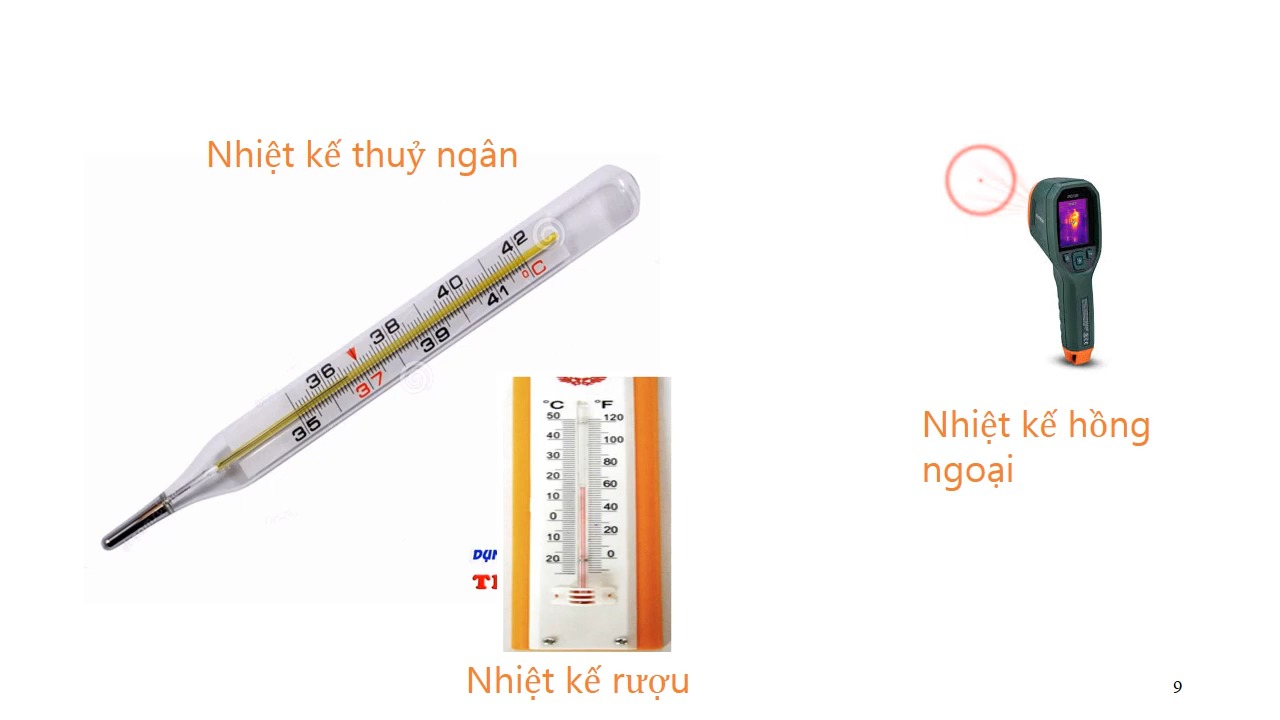 Nhiệt kế thuỷ ngân
42
°C
41
40
39
38
37
36
35
Nhiệt kế hồng
ngoại
°C °F
50 120
40 100
30 80
20 60
10 40
0 20
10 0
20
DỤN
Nhiệt kế rượu
9